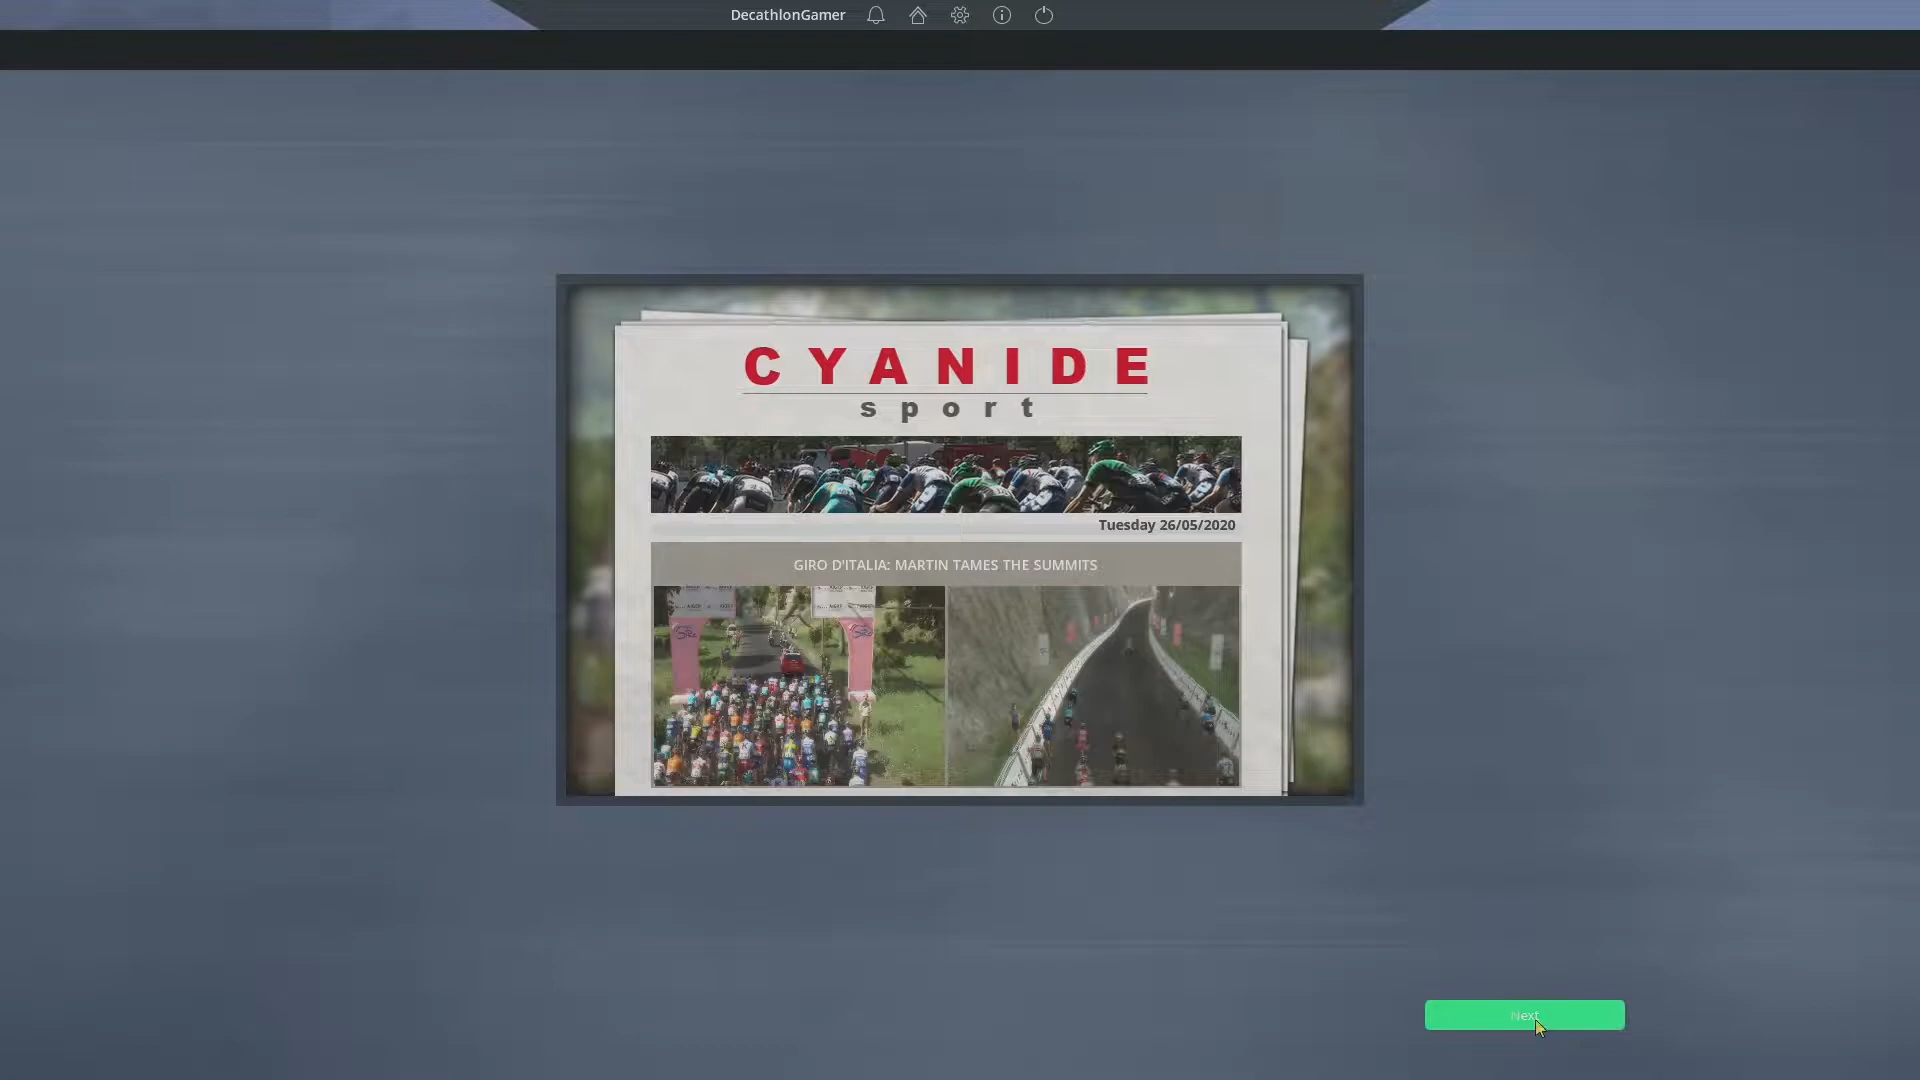 DecathlonGamer
CYANIDE
sport
Tuesday 26/05/2020
GIRO D'ITALIA: MARTIN TAMES THE SUMMITS
Next